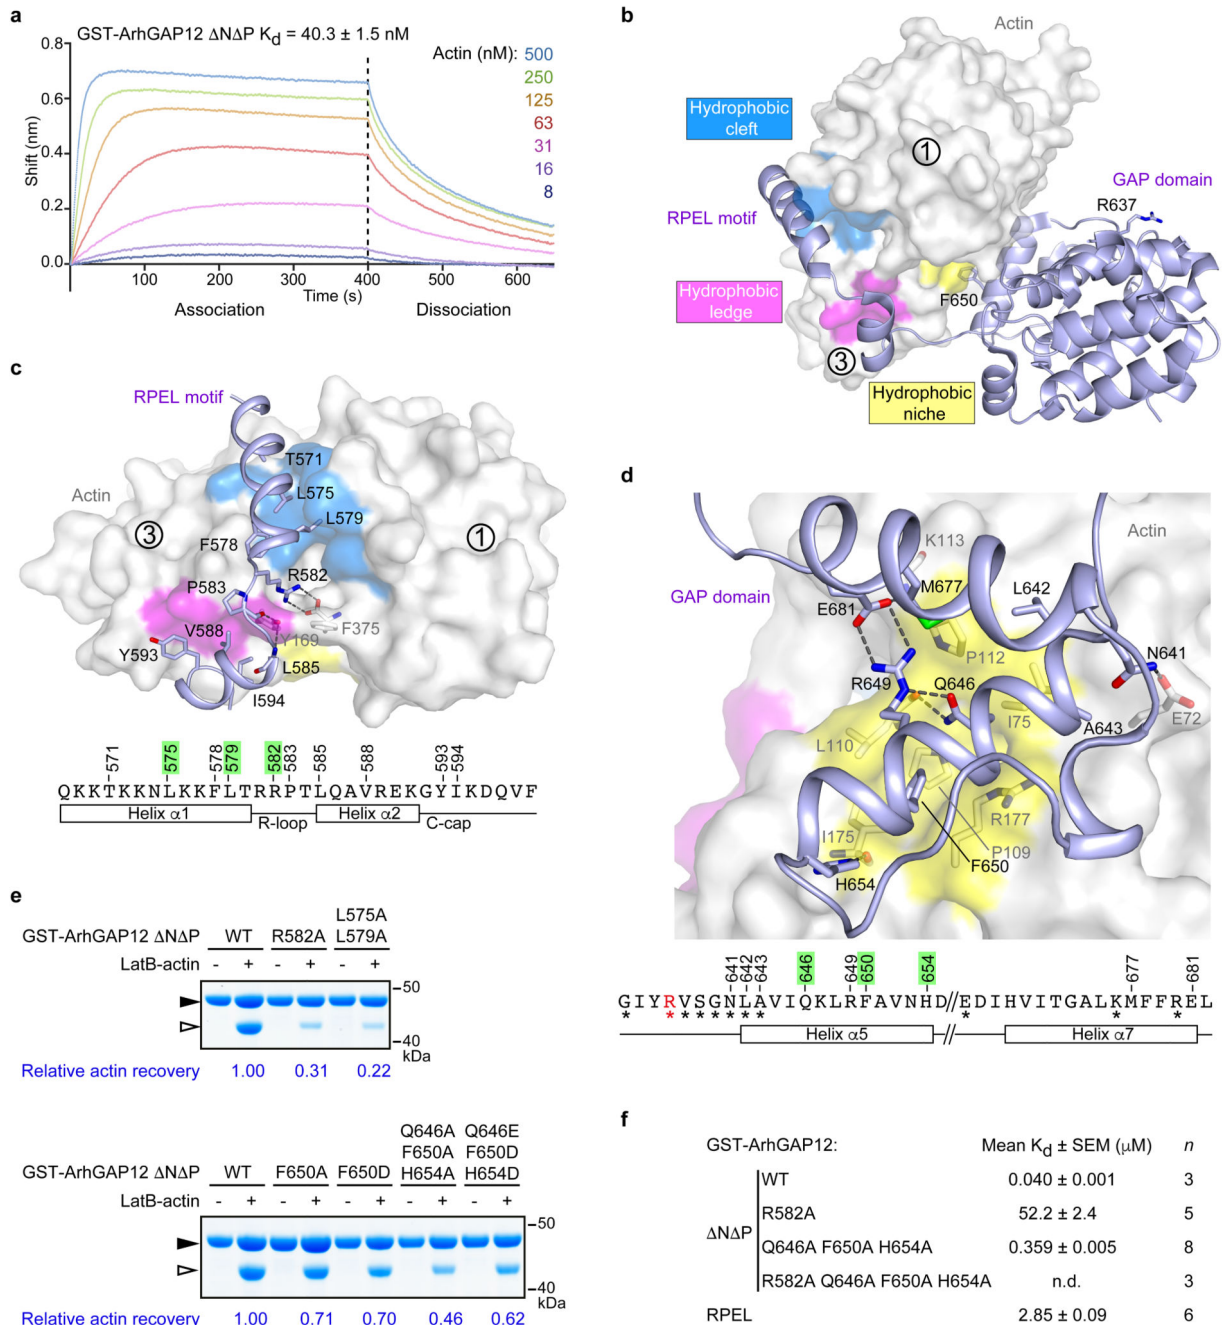 a
GST-ArhGAP12 ΔNΔP Kd = 40.3 ± 1.5 nM
Actin (nM): 500
250
125
63
31
16
8
Shift (nm)
0.8
0.6
0.4
0.2
0.0
100 200 300 400 500 600
Time (s)
Association
Dissociation
b
Actin
Hydrophobic
cleft
1
GAP domain
RPEL motif
R637
Hydrophobic
ledge
F650
3
Hydrophobic
niche
c
RPEL motif
T571
Actin
L575
L579
3
1
F578
R582
P583
V588
Y169
F375
Y593
L585
I594
571 575 578 579 582 583 585 588 593 594
QKKTKKNLKKFLTRRPTLQAVREKGYIKDQVF
Helix α1
R-loop
Helix α2
C-cap
d
Actin
K113
GAP domain
M677
L642
E681
P112
N641
R649
Q646
I75
E72
L110
A643
I175
R177
P109
F650
H654
641 642 643 646 649 650 654 677 681
GIYRVSGNLAVIQKLRFAVNHD//EDIHVITGALKMFFREL
* * * * * * * * * *
Helix α5
//
Helix α7
e
L575A
GST-ArhGAP12 ΔNΔP WT R582A L579A
LatB-actin - + - + - +
50
40
kDa
Relative actin recovery 1.00 0.31 0.22
Q646A Q646E
F650A F650D
GST-ArhGAP12 ΔNΔP WT F650A F650D H654A H654D
LatB-actin - + - + - + - + - +
50
40
kDa
Relative actin recovery 1.00 0.71 0.70 0.46 0.62
f
GST-ArhGAP12: Mean Kd ± SEM (μM) n
WT 0.040 ± 0.001 3
R582A 52.2 ± 2.4 5
ΔNΔP
Q646A F650A H654A 0.359 ± 0.005 8
R582A Q646A F650A H654A n.d. 3
RPEL 2.85 ± 0.09 6